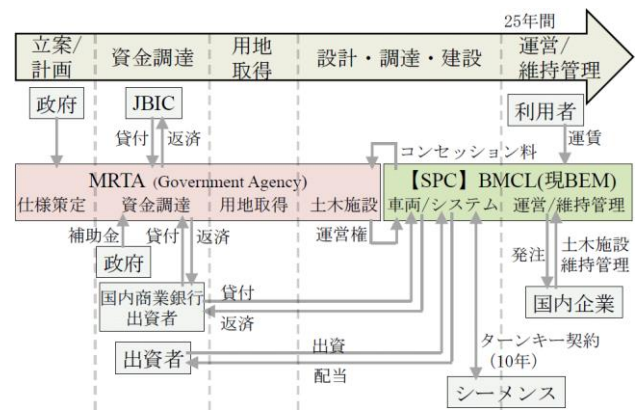 25年間
立案/
計画
資金調達
用地
取得
設計・調達・建設
運営/
維持管理
政府
JBIC
利用者
貸付
返済
運賃
コンセッション料
MRTA (Government Agency)
【SPC】BMCL(現BEM)
仕様策定
資金調達
用地取得
土木施設
車両/システム
運営/維持管理
補助金
貸付
返済
運営権
発注
土木施設
維持管理
政府
国内商業銀行
出資者
貸付
返済
国内企業
出資者
出資
配当
ターンキー契約
(10年)
シーメンス